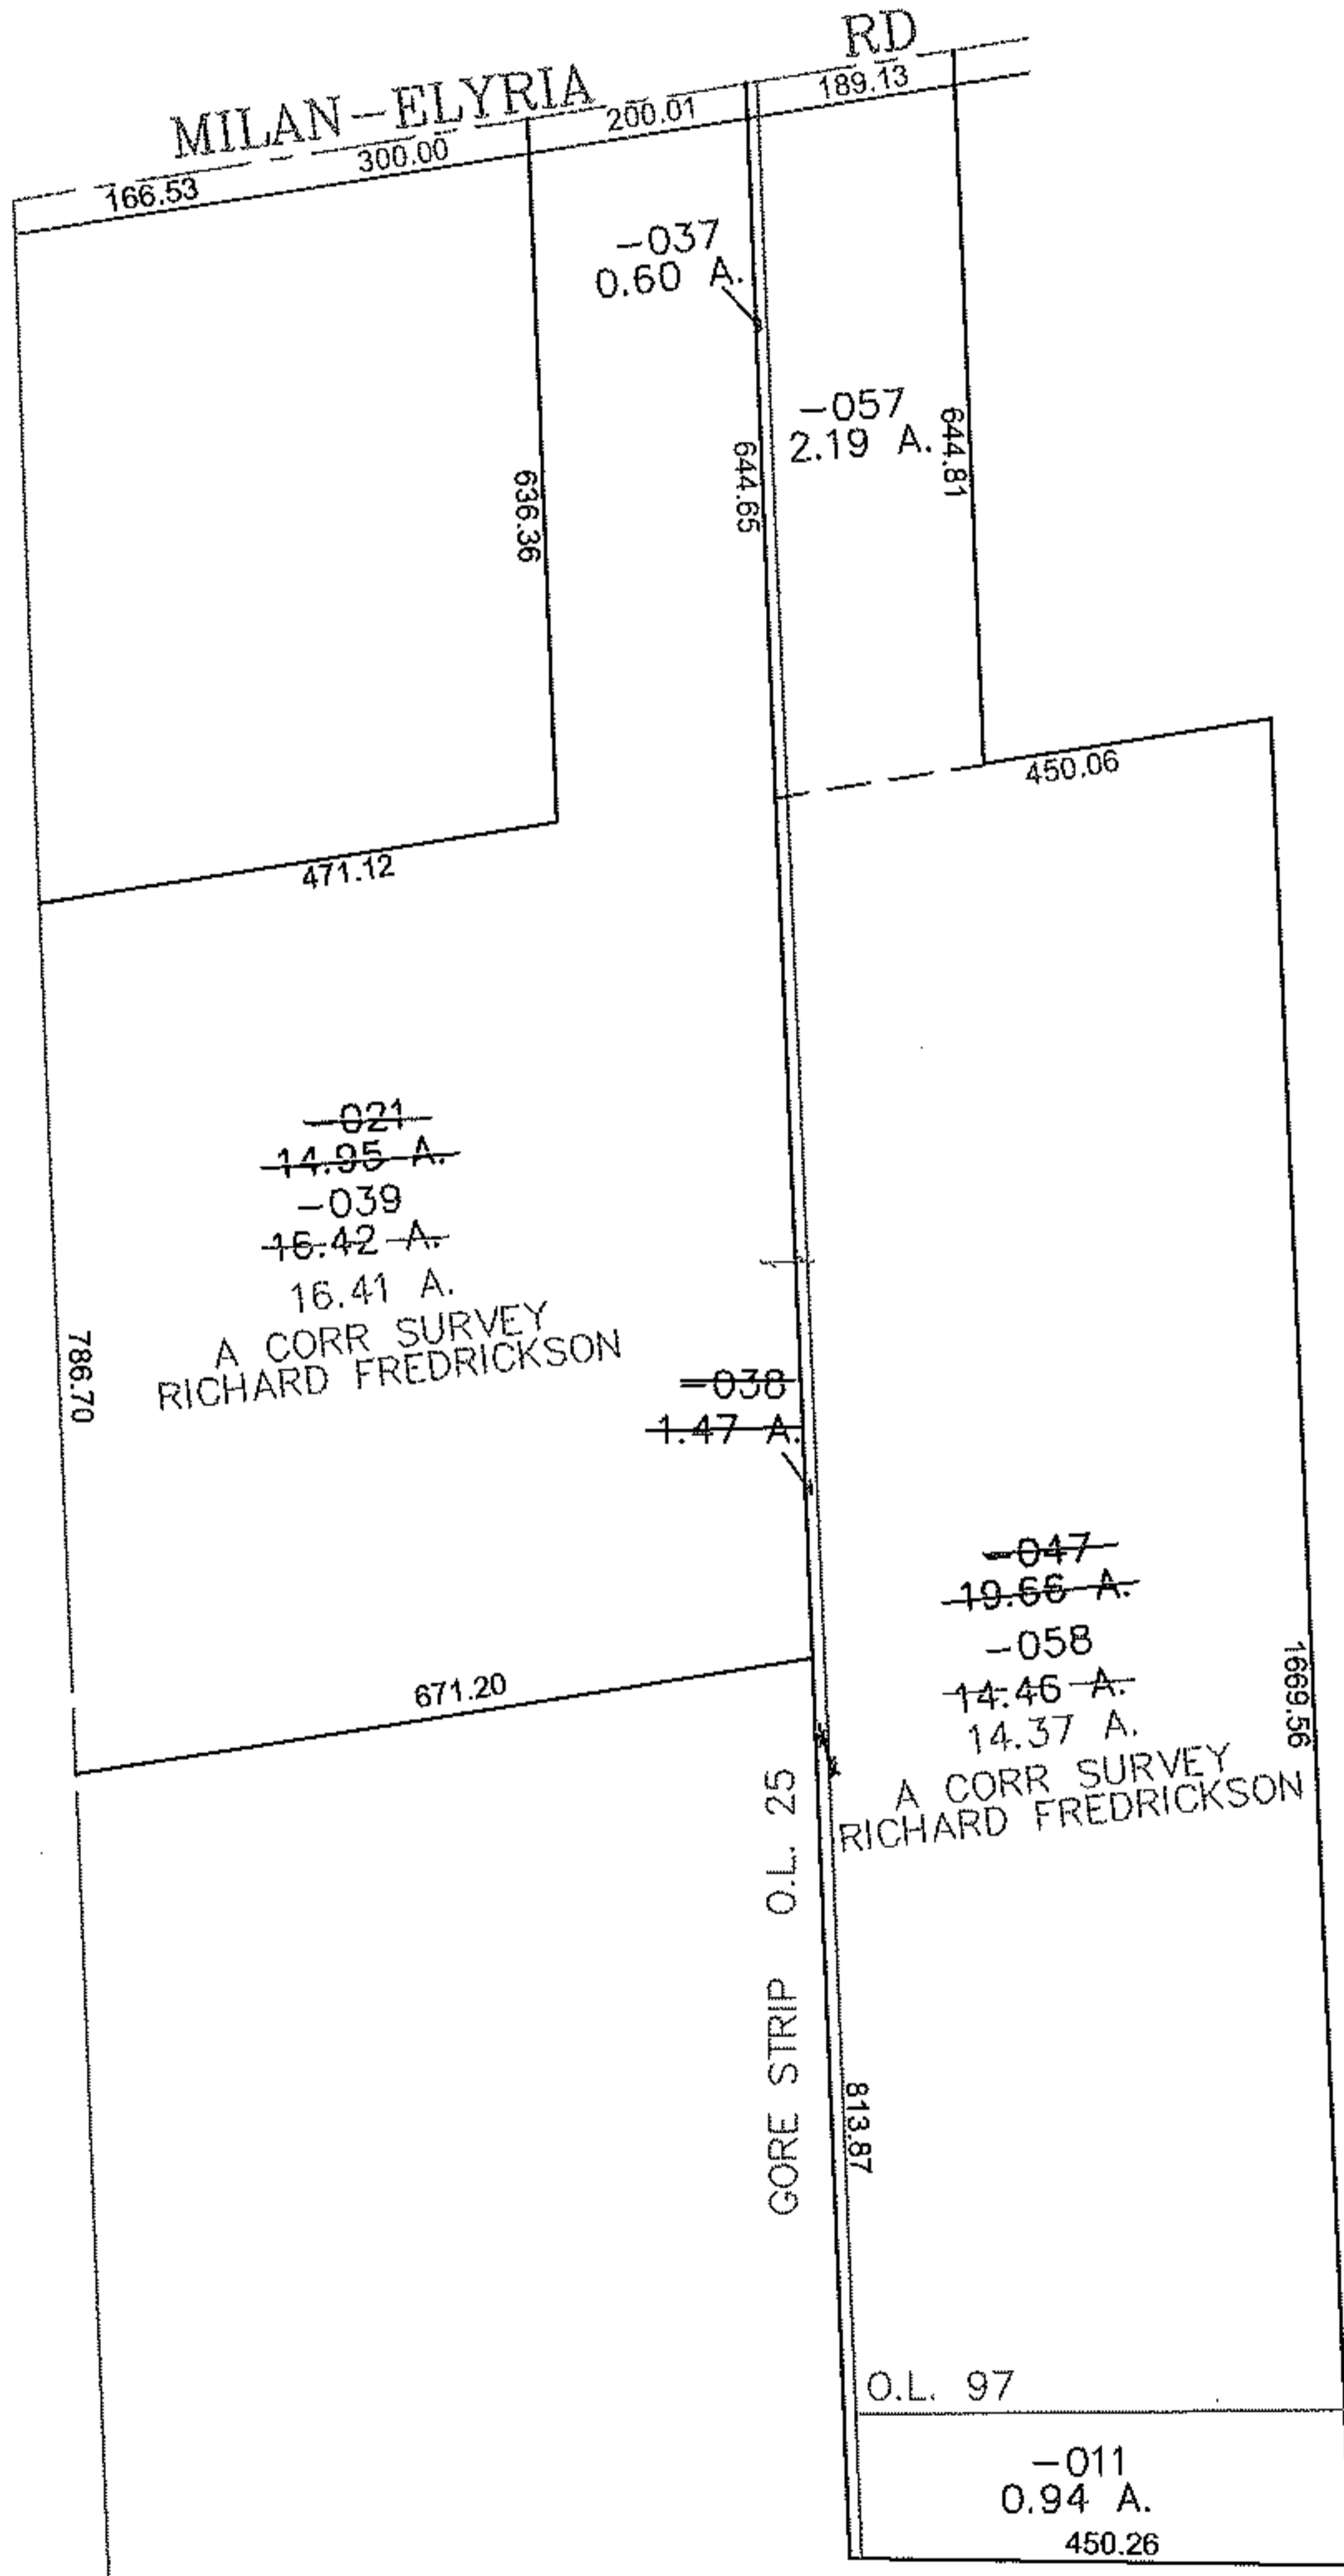 MILAN-ELYRIA RD
166.53
300.00
200.01
189.13
-037
0.60 A.
-057
2.19 A.
636.36
644.65
644.81
450.06
471.12
-021
14.95 A.
-039
16.42 A.
16.41 A.
A CORR SURVEY
RICHARD FREDRICKSON
786.70
-038
1.47 A.
-047
19.66 A.
-058
14.46 A.
14.37 A.
A CORR SURVEY
RICHARD FREDRICKSON
1669.56
671.20
GORE STRIP O.L. 25
813.87
O.L. 97
-011
0.94 A.
450.26